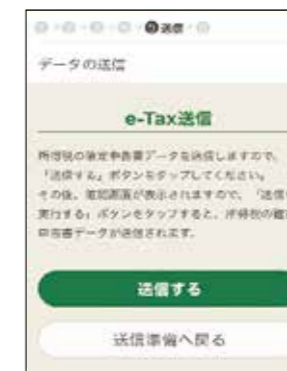 送信
データの送信
e-Tax送信
所得税の確定申告書データを送信しますので、
「送信する」ボタンをタップしてください。
その後、確認画面が表示されますので、「送信
実行する」ボタンをタップすると、所得税の確
申告書データが送信されます。
送信する
送信準備へ戻る